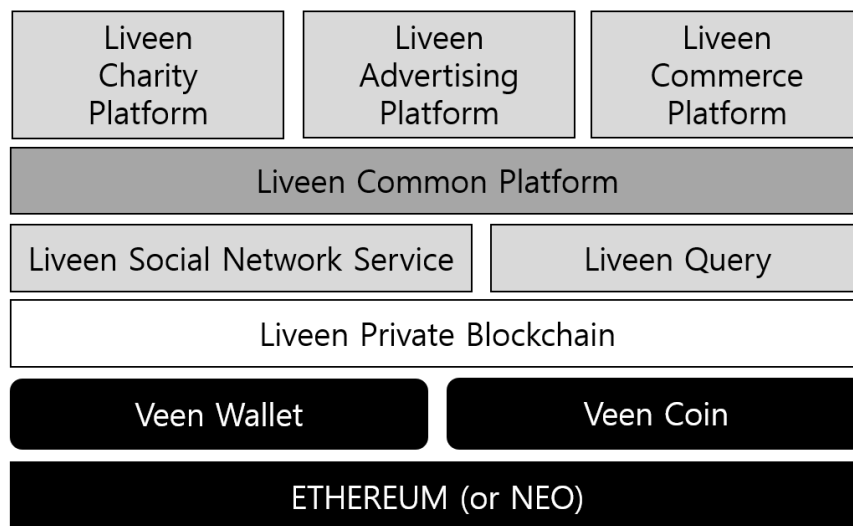 Liveen
Charity
Platform
Liveen
Advertising
Platform
Liveen
Commerce
Platform
Liveen Common Platform
Liveen Social Network Service
Liveen Query
Liveen Private Blockchain
Veen Wallet
Veen Coin
ETHEREUM (or NEO)